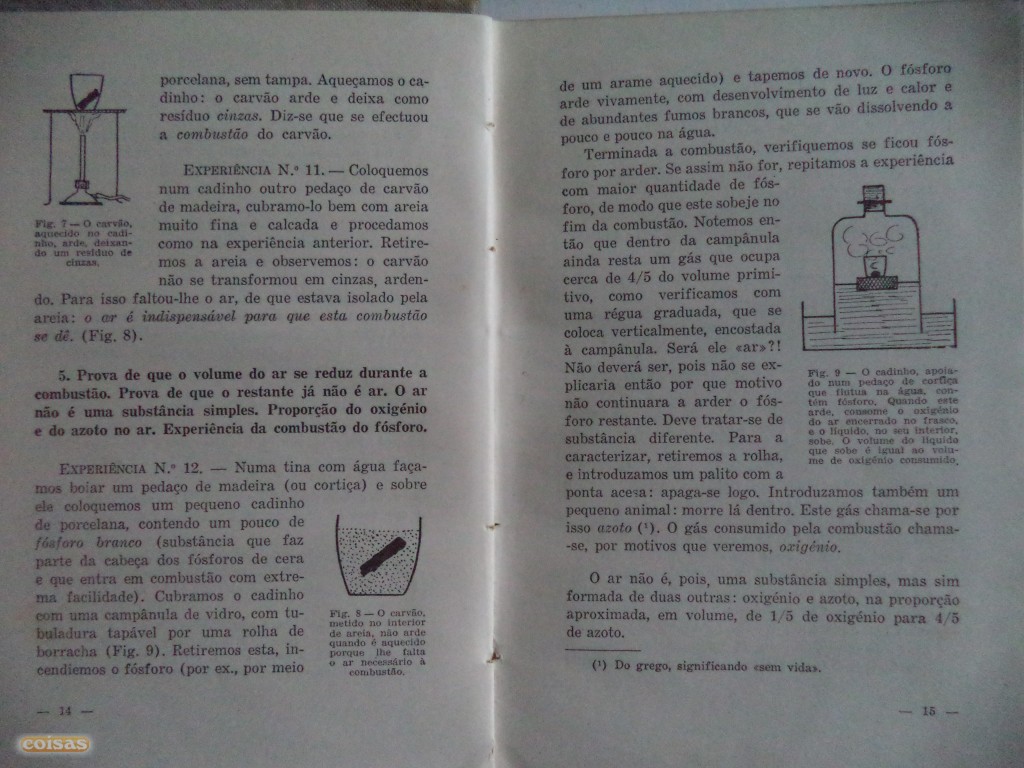 porcelana, sem tampa. Aqueçamos o ca-
dinho: o carvão arde e deixa como
resíduo cinzas. Diz-se que se efectuou
a combustão do carvão.
Fig. 7 — O carvão,
aquecido no cadi-
nho, arde, deixan-
do um resíduo de
cinzas.
EXPERIÊNCIA N.º 11. — Coloquemos
num cadinho outro pedaço de carvão
de madeira, cubramo-lo bem com areia
muito fina e calcada e procedamos
como na experiência anterior. Retire-
mos a areia e observemos: o carvão
não se transformou em cinzas, arden-
do. Para isso faltou-lhe o ar, de que estava isolado pela
areia: o ar é indispensável para que esta combustão
se dê. (Fig. 8).
5. Prova de que o volume do ar se reduz durante a
combustão. Prova de que o restante já não é ar. O ar
não é uma substância simples. Proporção do oxigénio
e do azoto no ar. Experiência da combustão do fósforo.
EXPERIÊNCIA N.º 12. — Numa tina com água faça-
mos boiar um pedaço de madeira (ou cortiça) e sobre
ele coloquemos um pequeno cadinho
de porcelana, contendo um pouco de
fósforo branco (substância que faz
parte da cabeça dos fósforos de cera
e que entra em combustão com extre-
ma facilidade). Cubramos o cadinho
com uma campânula de vidro, com tu-
buladura tapável por uma rolha de
borracha (Fig. 9). Retiremos esta, in-
cendiemos o fósforo (por ex., por meio
Fig. 8 — O carvão,
metido no interior
de areia, não arde
quando é aquecido
porque lhe falta
o ar necessário à
combustão.
— 14 —
coisas
de um arame aquecido) e tapemos de novo. O fósforo
arde vivamente, com desenvolvimento de luz e calor e
de abundantes fumos brancos, que se vão dissolvendo a
pouco e pouco na água.
Terminada a combustão, verifiquemos se ficou fós-
foro por arder. Se assim não for, repitamos a experiência
com maior quantidade de fós-
foro, de modo que este sobeje no
fim da combustão. Notemos en-
tão que dentro da campânula
ainda resta um gás que ocupa
cerca de 4/5 do volume primi-
tivo, como verificamos com
uma régua graduada, que se
coloca verticalmente, encostada
à campânula. Será ele «ar»?!
Não deverá ser, pois não se ex-
plicaria então por que motivo
não continuara a arder o fós-
foro restante. Deve tratar-se de
substância diferente. Para a
caracterizar, retiremos a rolha,
e introduzamos um palito com a
ponta acesa: apaga-se logo. Introduzamos também um
pequeno animal: morre lá dentro. Este gás chama-se por
isso azoto (¹). O gás consumido pela combustão chama-
-se, por motivos que veremos, oxigénio.
Fig. 9 — O cadinho, apoia-
do num pedaço de cortiça
que flutua na água, con-
tém fósforo. Quando este
arde, consome o oxigénio
do ar encerrado no frasco,
e o líquido, no seu interior,
sobe. O volume do líquido
que sobe é igual ao volu-
me de oxigénio consumido.
O ar não é, pois, uma substância simples, mas sim
formada de duas outras: oxigénio e azoto, na proporção
aproximada, em volume, de 1/5 de oxigénio para 4/5
de azoto.
(¹) Do grego, significando «sem vida».
— 15 —